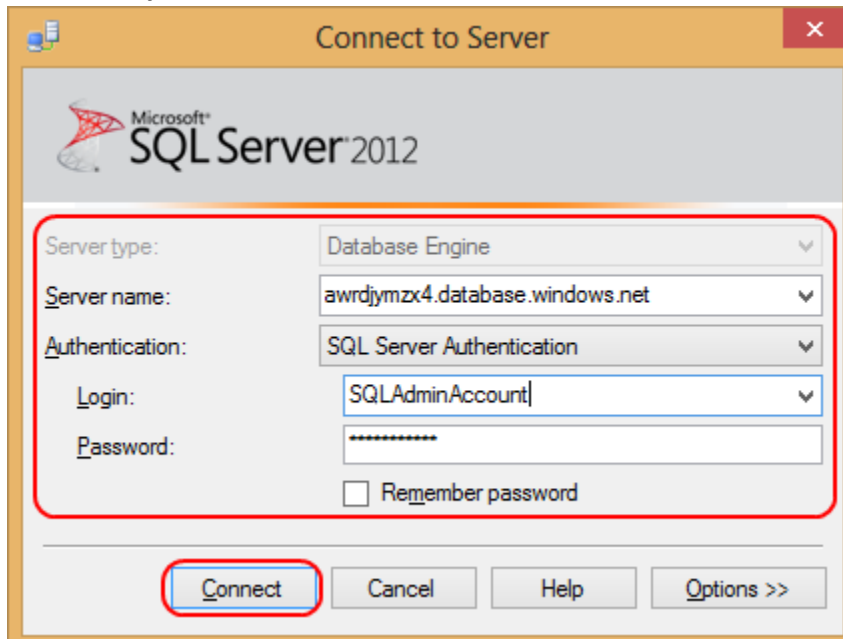 Connect to Server
Microsoft®
SQL Server® 2012
Server type: Database Engine
Server name: awrdjymzx4.database.windows.net
Authentication: SQL Server Authentication
Login: SQLAdminAccount
Password: ***********
Remember password
Connect Cancel Help Options >>